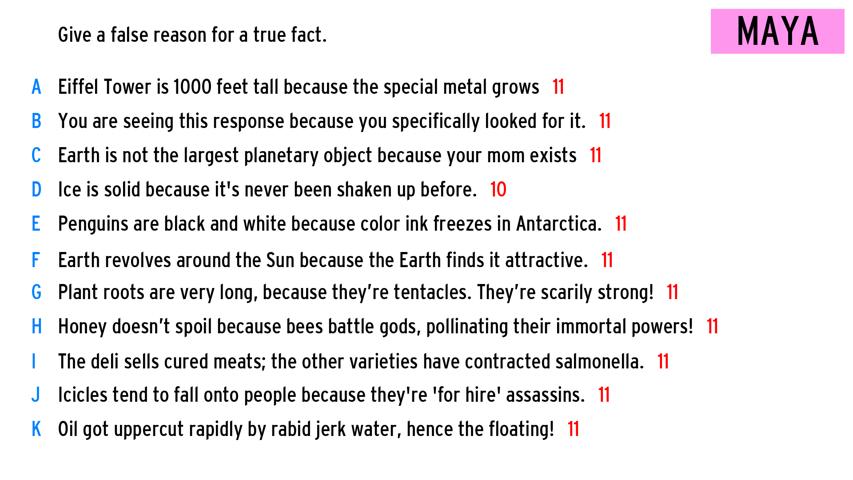 Give a false reason for a true fact.
MAYA
A Eiffel Tower is 1000 feet tall because the special metal grows 11
B You are seeing this response because you specifically looked for it. 11
C Earth is not the largest planetary object because your mom exists 11
D Ice is solid because it's never been shaken up before. 10
E Penguins are black and white because color ink freezes in Antarctica. 11
F Earth revolves around the Sun because the Earth finds it attractive. 11
G Plant roots are very long, because they’re tentacles. They’re scarily strong! 11
H Honey doesn’t spoil because bees battle gods, pollinating their immortal powers! 11
I The deli sells cured meats; the other varieties have contracted salmonella. 11
J Icicles tend to fall onto people because they're 'for hire' assassins. 11
K Oil got uppercut rapidly by rabid jerk water, hence the floating! 11